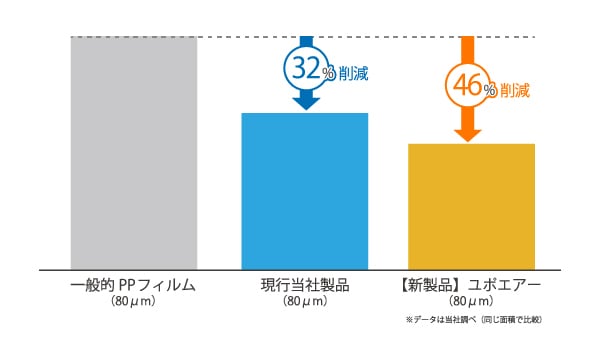 32%削減
46%削減
一般的 PPフィルム
（80μm）
現行当社製品
（80μm）
【新製品】ユポエアー
（80μm）
※データは当社調べ（同じ面積で比較）